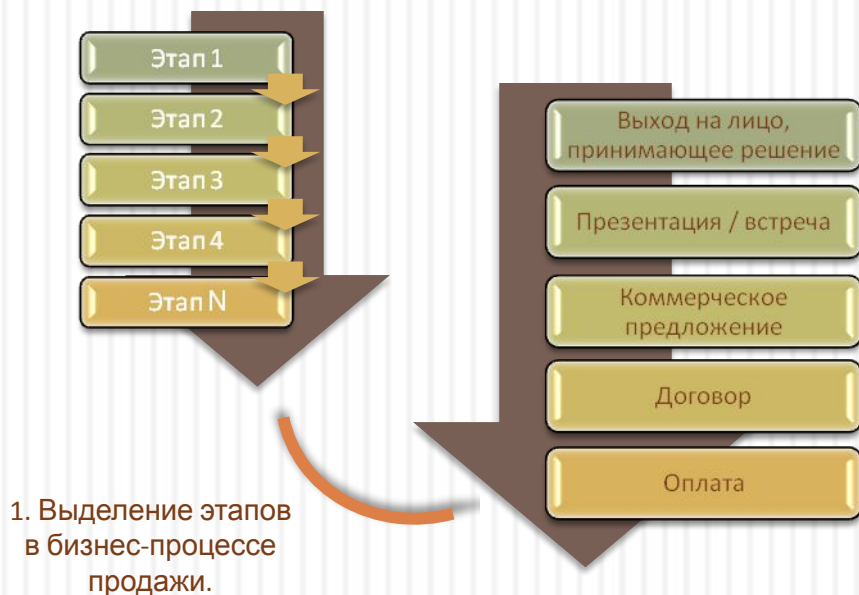 Этап 1
Этап 2
Этап 3
Этап 4
Этап N
1. Выделение этапов
в бизнес-процессе
продажи.
Выход на лицо,
принимающее решение
Презентация / встреча
Коммерческое
предложение
Договор
Оплата